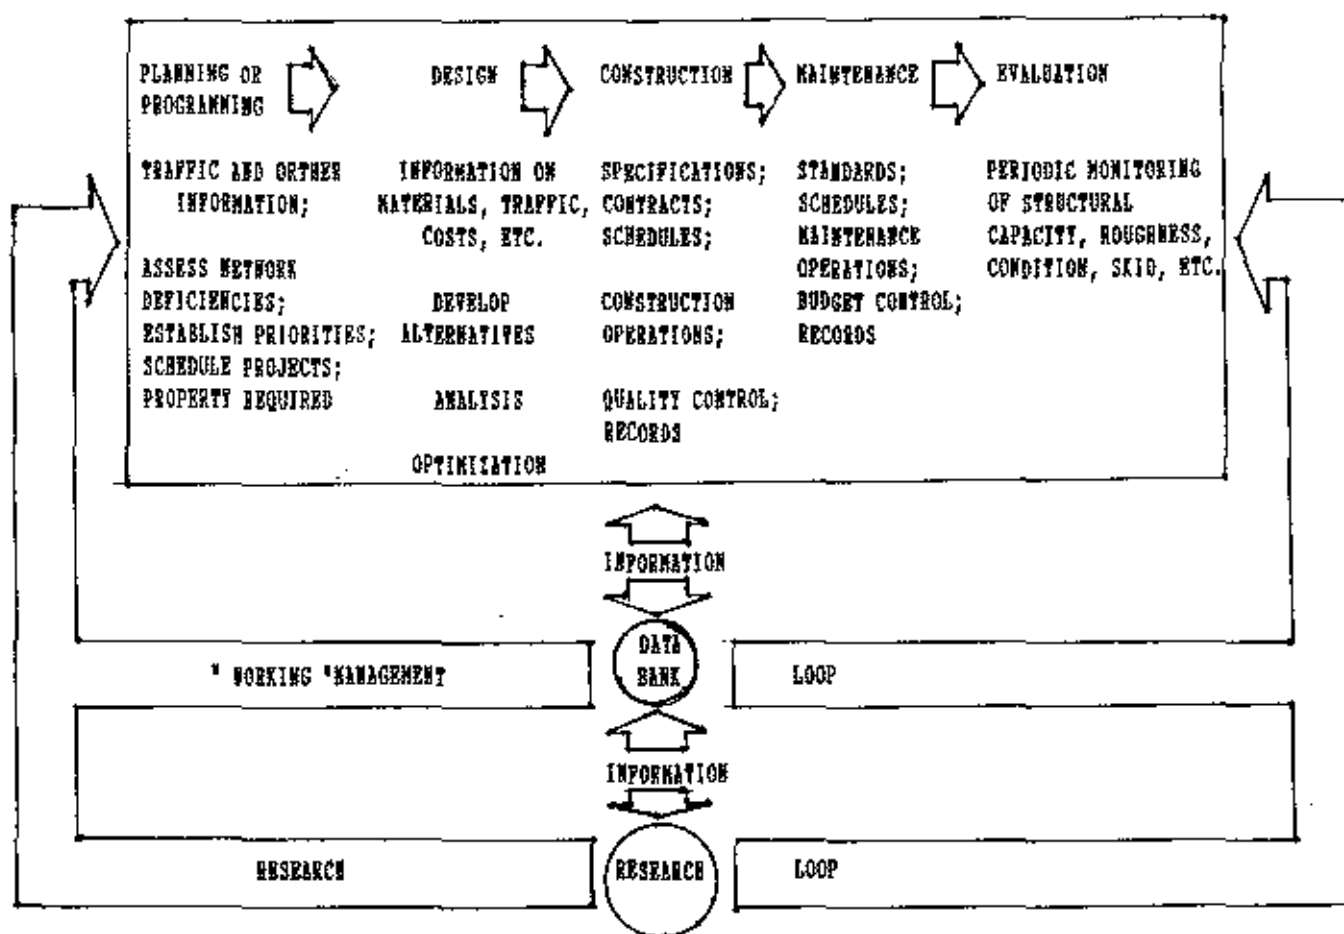 PLANNING OR
PROGRAMMING
DESIGN
CONSTRUCTION
MAINTENANCE
EVALUATION
TRAFFIC AND ORTHER
INFORMATION;
ASSESS NETWORK
DEFICIENCIES;
ESTABLISH PRIORITIES;
SCHEDULE PROJECTS;
PROPERTY REQUIRED
INFORMATION ON
MATERIALS, TRAFFIC,
COSTS, ETC.
DEVELOP
ALTERNATIVES
ANALYSIS
OPTIMIZATION
SPECIFICATIONS;
CONTRACTS;
SCHEDULES;
CONSTRUCTION
OPERATIONS;
QUALITY CONTROL;
RECORDS
STANDARDS;
SCHEDULES;
MAINTENANCE
OPERATIONS;
BUDGET CONTROL;
RECORDS
PERIODIC MONITORING
OF STRUCTURAL
CAPACITY, ROUGHNESS,
CONDITION, SKID, ETC.
INFORMATION
DATA
BANK
" WORKING "MANAGEMENT
LOOP
INFORMATION
RESEARCH
RESEARCH
LOOP